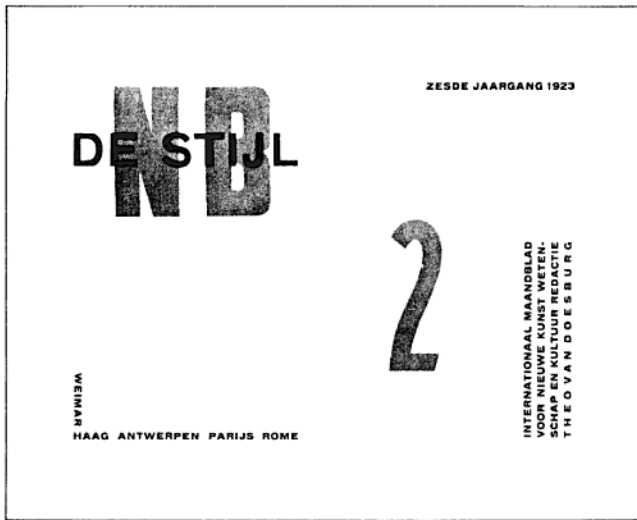 ZESDE JAARGANG 1923
NB
DE STIJL
2
INTERNATIONAAL MAANDBLAD
VOOR NIEUWE KUNST WETEN-
SCHAP EN KULTUUR REDACTIE
THEO VAN DOESBURG
WEIMAR
HAAG ANTWERPEN PARIJS ROME